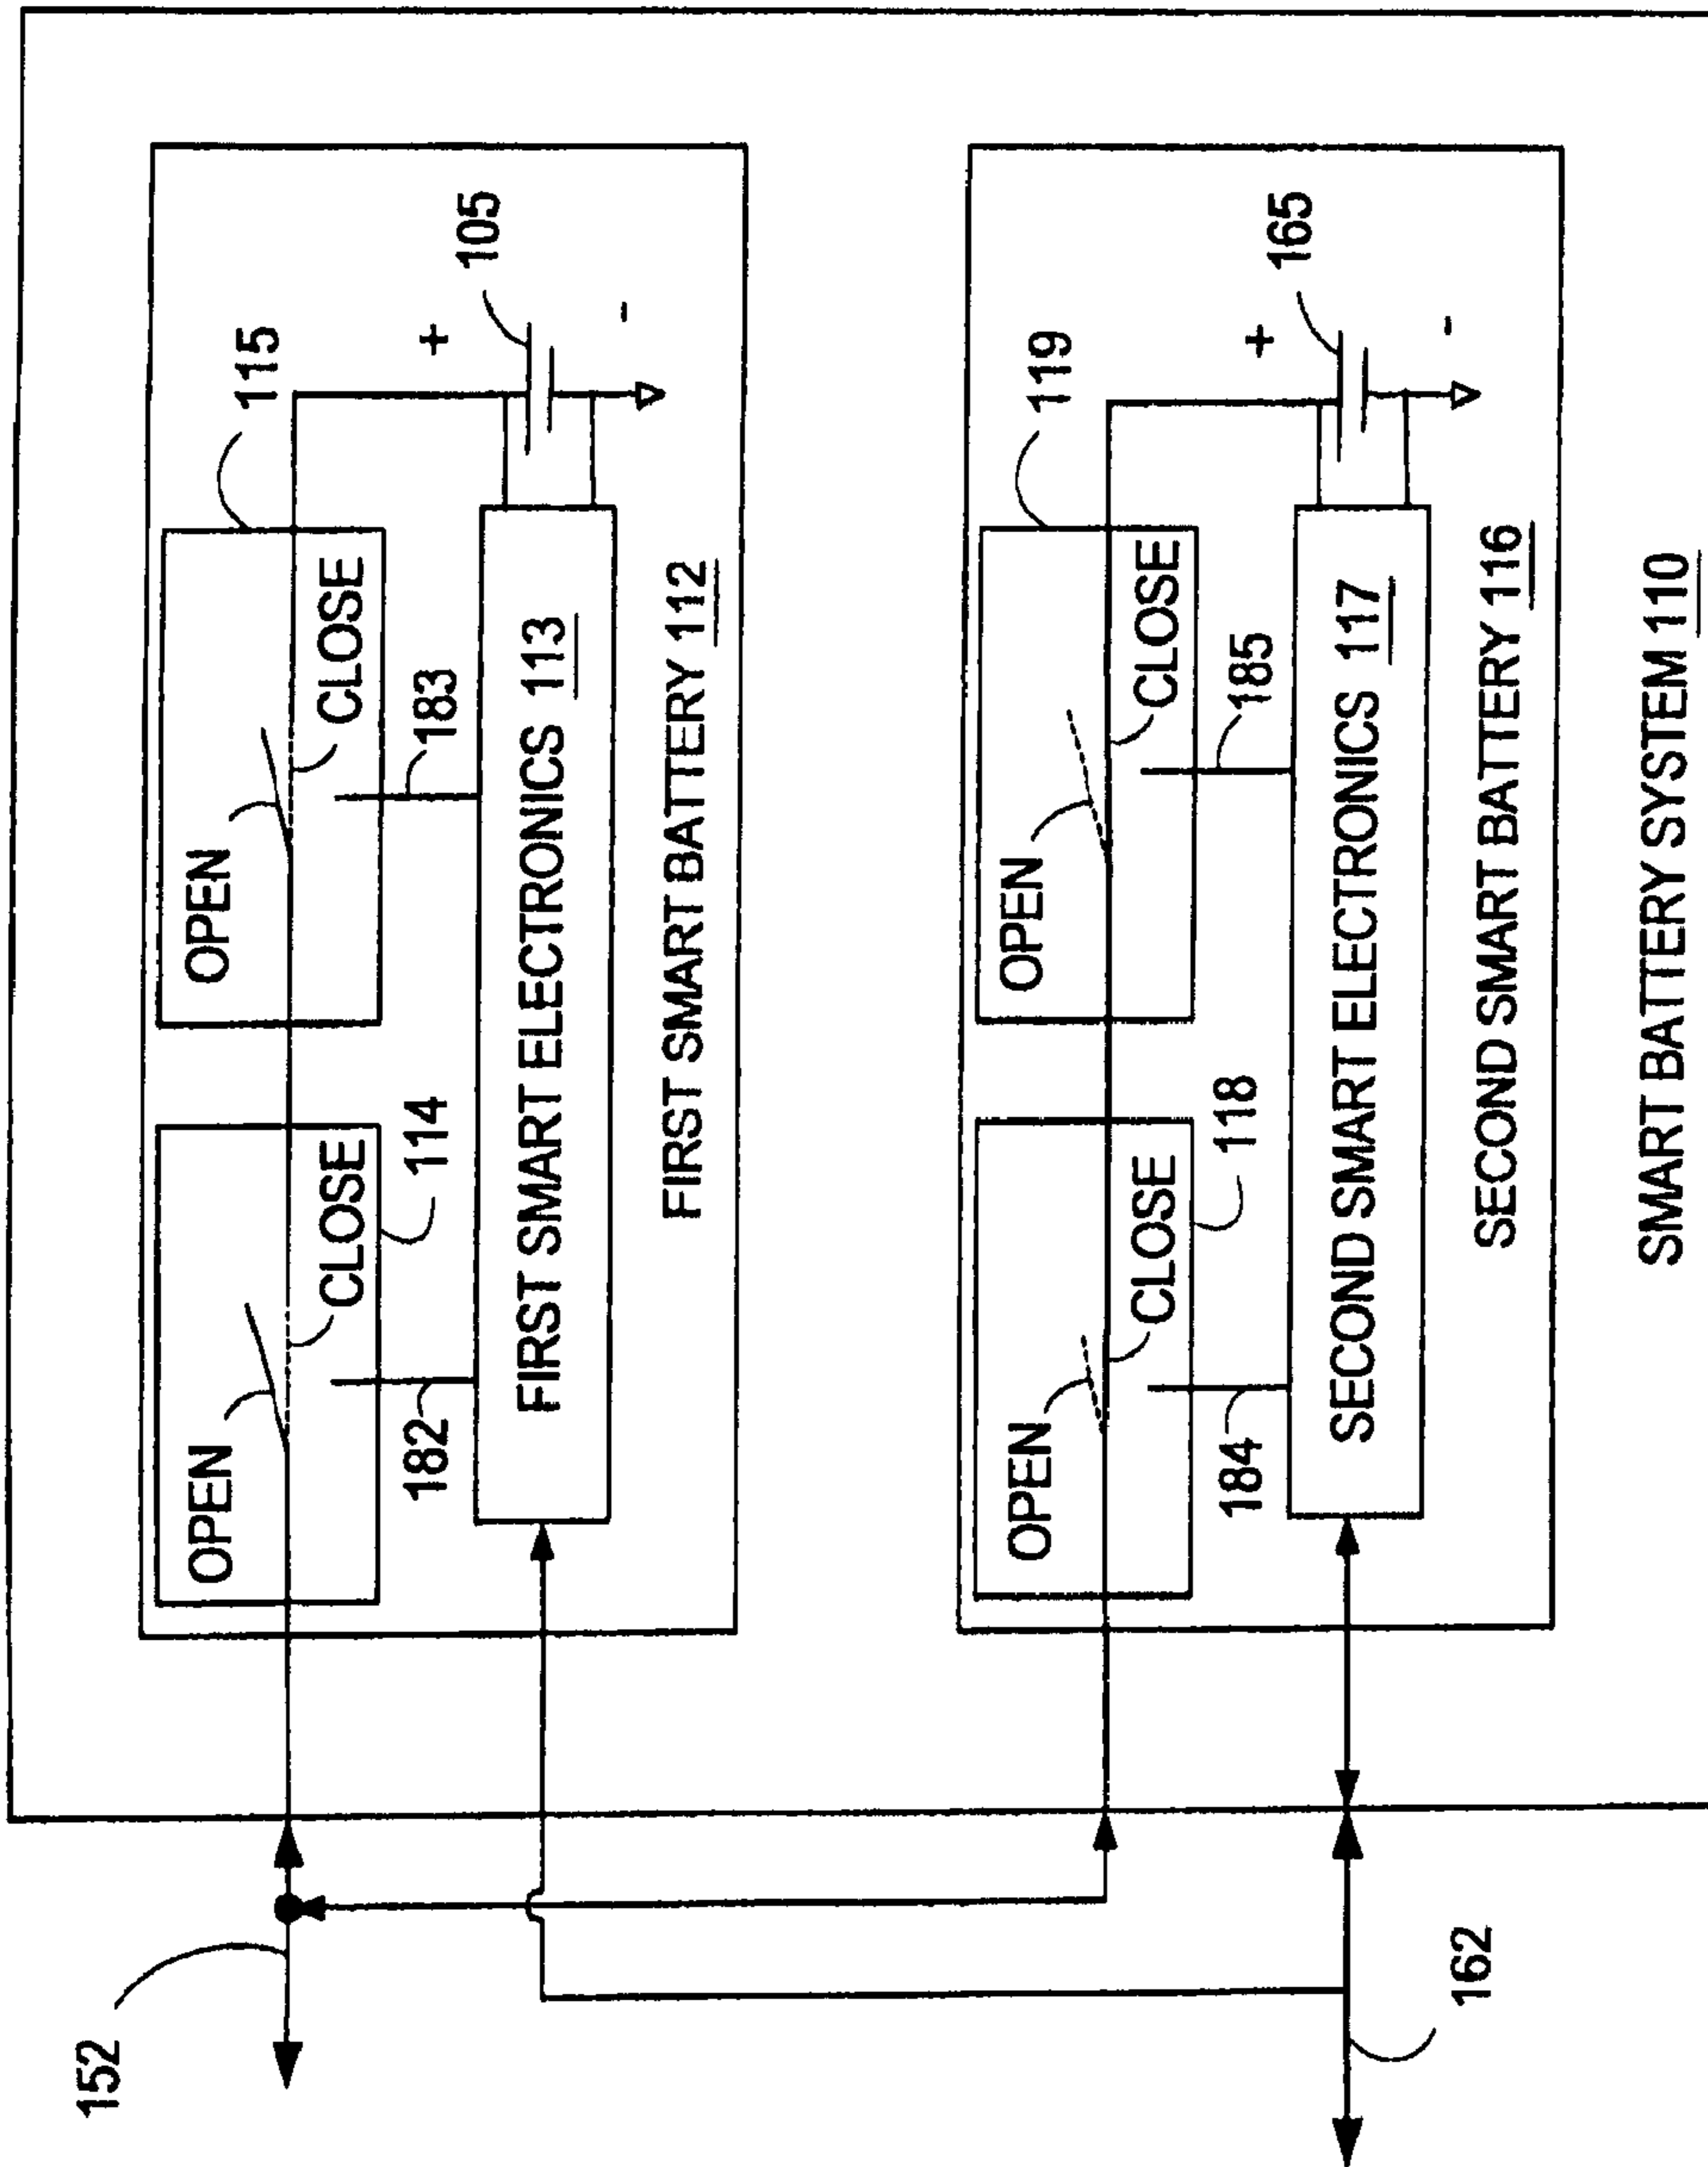 152
OPEN
CLOSE
114
182
OPEN
CLOSE
115
183
+
-
105
FIRST SMART ELECTRONICS 113
FIRST SMART BATTERY 112
OPEN
CLOSE
118
184
OPEN
CLOSE
119
185
+
-
165
SECOND SMART ELECTRONICS 117
SECOND SMART BATTERY 116
162
SMART BATTERY SYSTEM 110